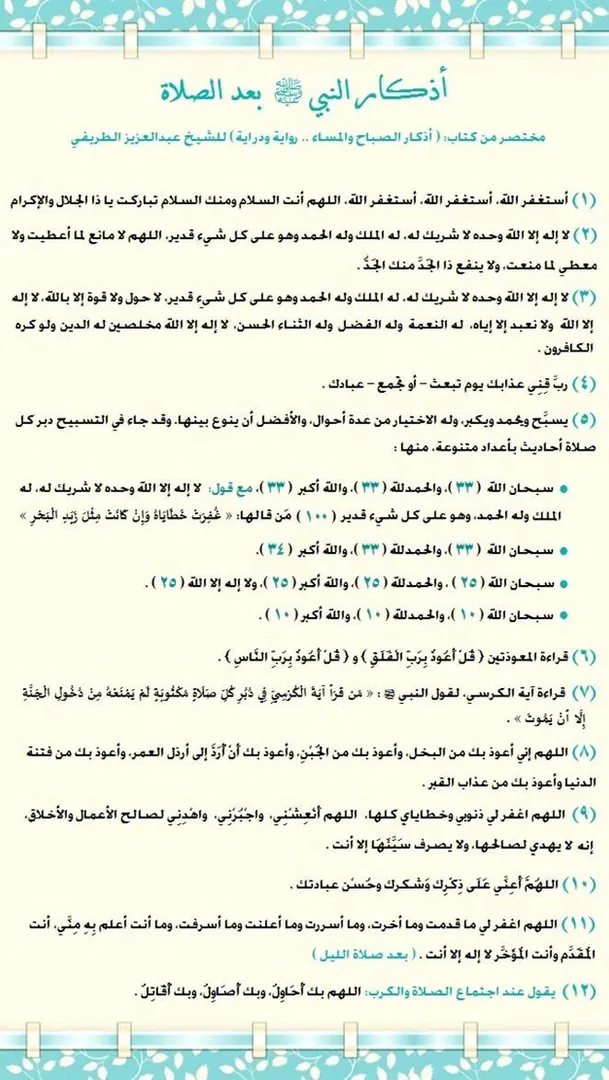 أذكار النبي ﷺ بعد الصلاة
مختصر من كتاب: ( أذكار الصباح والمساء .. رواية ودراية ) للشيخ عبدالعزيز الطريفي
(١) أستغفر الله، أستغفر الله، أستغفر الله، اللهم أنت السلام ومنك السلام تباركت يا ذا الجلال والإكرام
(٢) لا إله إلا الله وحده لا شريك له، له الملك وله الحمد وهو على كل شيء قدير، اللهم لا مانع لما أعطيت ولا
معطي لما منعت، ولا ينفع ذا الجَدِّ منك الجَدُّ .
(٣) لا إله إلا الله وحده لا شريك له، له الملك وله الحمد وهو على كل شيء قدير، لا حول ولا قوة إلا بالله، لا إله
إلا الله ولا نعبد إلا إياه، له النعمة وله الفضل وله الثناء الحسن، لا إله إلا الله مخلصين له الدين ولو كره
الكافرون .
(٤) ربِّ قِنِي عذابك يوم تبعث – أو تجمع – عبادك .
(٥) يسبَّح ويحمد ويكبر، وله الاختيار من عدة أحوال، والأفضل أن ينوع بينها، وقد جاء في التسبيح دبر كل
صلاة أحاديث بأعداد متنوعة، منها :
• سبحان الله ( ٣٣ )، والحمدلله ( ٣٣ )، والله أكبر ( ٣٣ )، مع قول: لا إله إلا الله وحده لا شريك له، له
الملك وله الحمد، وهو على كل شيء قدير ( ١٠٠ ) مَن قالها: « غُفِرَتْ خَطَايَاهُ وَإِنْ كَانَتْ مِثْلَ زَبَدِ الْبَحْرِ »
• سبحان الله ( ٣٣ )، والحمدلله ( ٣٣ )، والله أكبر ( ٣٤ ).
• سبحان الله ( ٢٥ ) ، والحمدلله ( ٢٥ )، والله أكبر ( ٢٥ )، ولا إله إلا الله ( ٢٥ ) .
• سبحان الله ( ١٠ )، والحمدلله ( ١٠ )، والله أكبر ( ١٠ ) .
(٦) قراءة المعوذتين { قُلْ أَعُوذُ بِرَبِّ الْفَلَقِ } و { قُلْ أَعُوذُ بِرَبِّ النَّاسِ } .
(٧) قراءة آية الكرسي، لقول النبي ﷺ : « مَن قَرَأَ آيَةَ الْكُرْسِيِّ فِي دُبُرِ كُلِّ صَلَاةٍ مَكْتُوبَةٍ لَمْ يَمْنَعْهُ مِنْ دُخُولِ الْجَنَّةِ
إِلَّا أَنْ يَمُوتَ » .
(٨) اللهم إني أعوذ بك من البخل، وأعوذ بك من الجُبْنِ، وأعوذ بك أَنْ أُرَدَّ إلى أرذل العمر، وأعوذ بك من فتنة
الدنيا وأعوذ بك من عذاب القبر .
(٩) اللهم اغفر لي ذنوبي وخطاياي كلها، اللهم أَنْعِشْنِي، واجْبُرْنِي، واهْدِنِي لصالح الأعمال والأخلاق،
إنه لا يهدي لصالحها، ولا يصرف سَيِّئَهَا إلا أنت .
(١٠) اللهُمَّ أَعِنِّي عَلَى ذِكْرِك وَشكرك وحُسْن عبادتك .
(١١) اللهم اغفر لي ما قدمت وما أخرت، وما أسررت وما أعلنت وما أسرفت، وما أنت أعلم بِهِ مِنِّي، أنت
المُقَدِّم وأنت المُؤَخِّر لا إله إلا أنت . ( بعد صلاة الليل )
(١٢) يقول عند اجتماع الصلاة والكرب: اللهم بك أُحَاوِلُ، وبك أُصَاوِلُ، وبك أُقَاتِلُ .